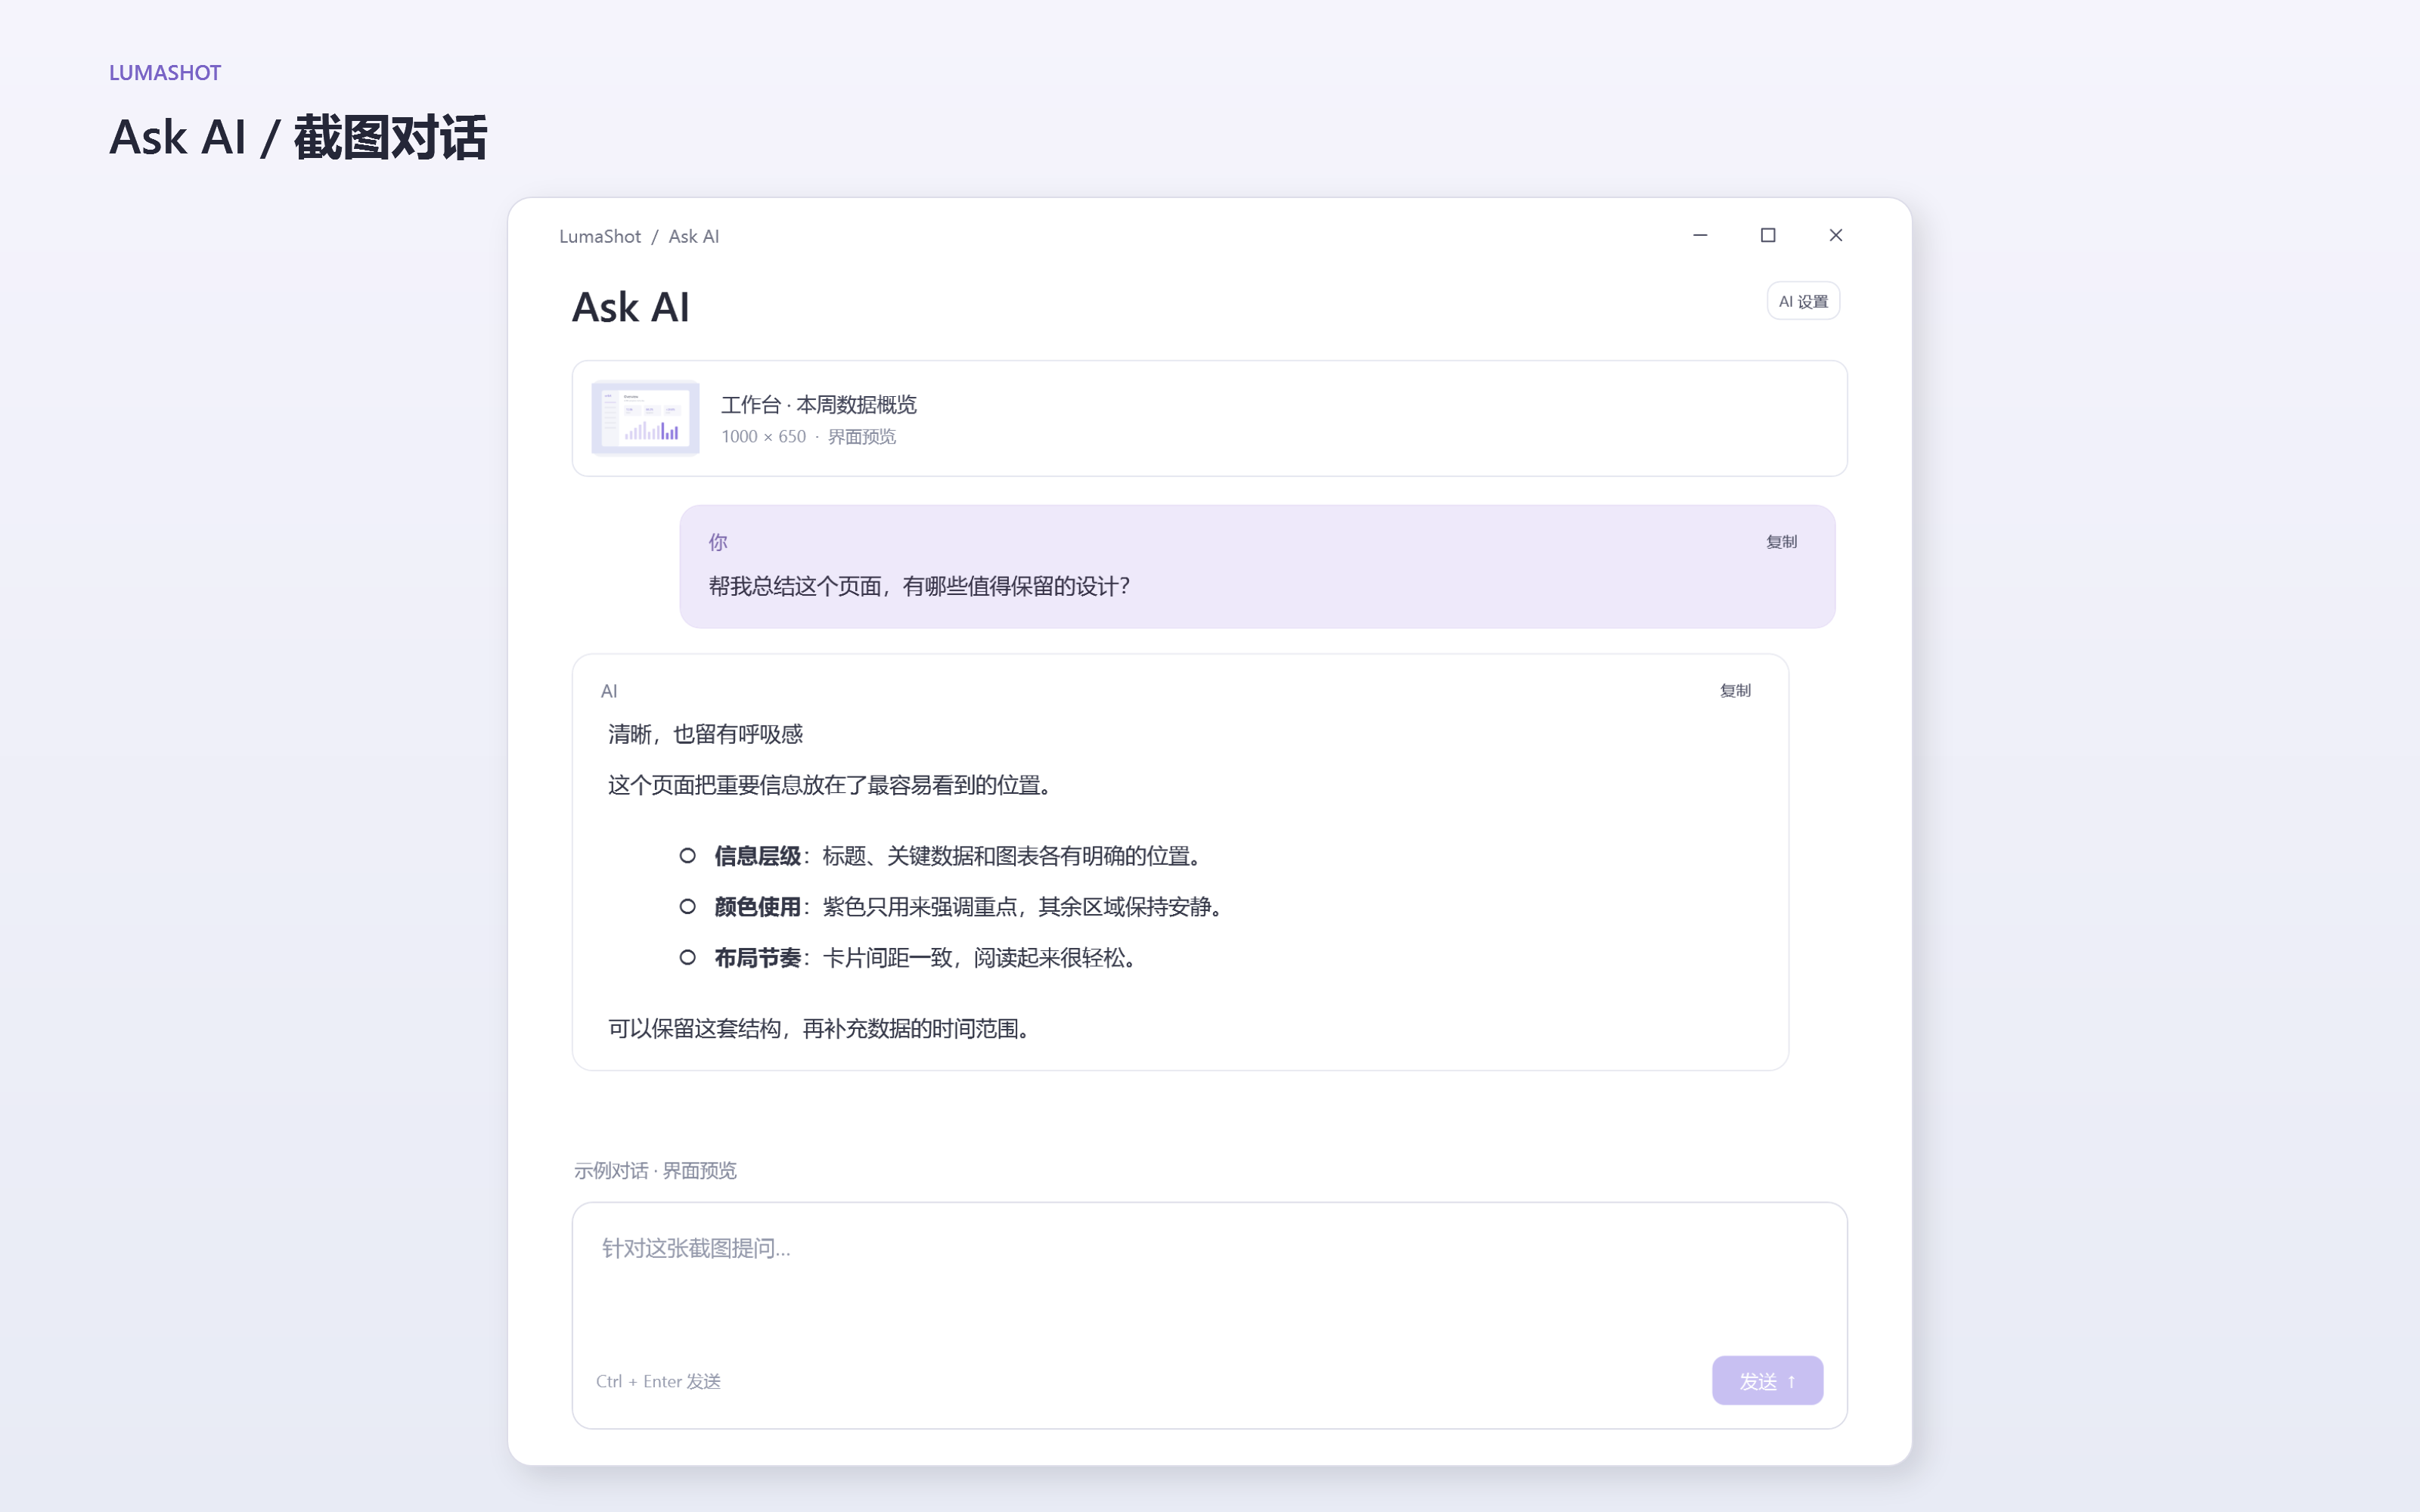 LUMASHOT
Ask AI / 截图对话
LumaShot / Ask AI
Ask AI
AI 设置
工作台 · 本周数据概览
1000 × 650 · 界面预览
你
复制
帮我总结这个页面，有哪些值得保留的设计？
AI
复制
清晰，也留有呼吸感
这个页面把重要信息放在了最容易看到的位置。
信息层级：标题、关键数据和图表各有明确的位置。
颜色使用：紫色只用来强调重点，其余区域保持安静。
布局节奏：卡片间距一致，阅读起来很轻松。
可以保留这套结构，再补充数据的时间范围。
示例对话 · 界面预览
针对这张截图提问...
Ctrl + Enter 发送
发送 ↑